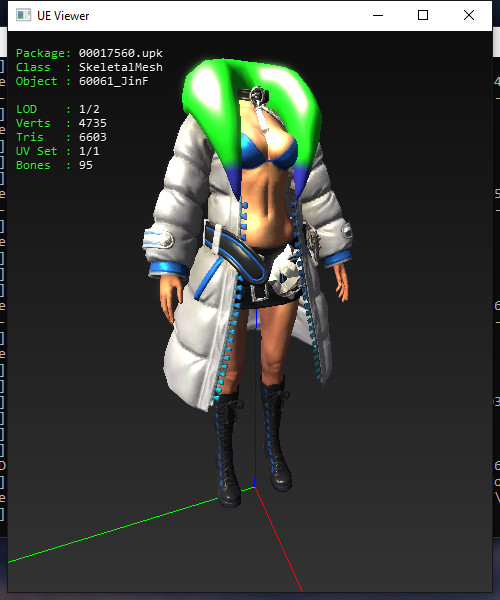 UE Viewer
Package: 00017560.upk
Class  : SkeletalMesh
Object : 60061_JinF
LOD    : 1/2
Verts  : 4735
Tris   : 6603
UV Set : 1/1
Bones  : 95